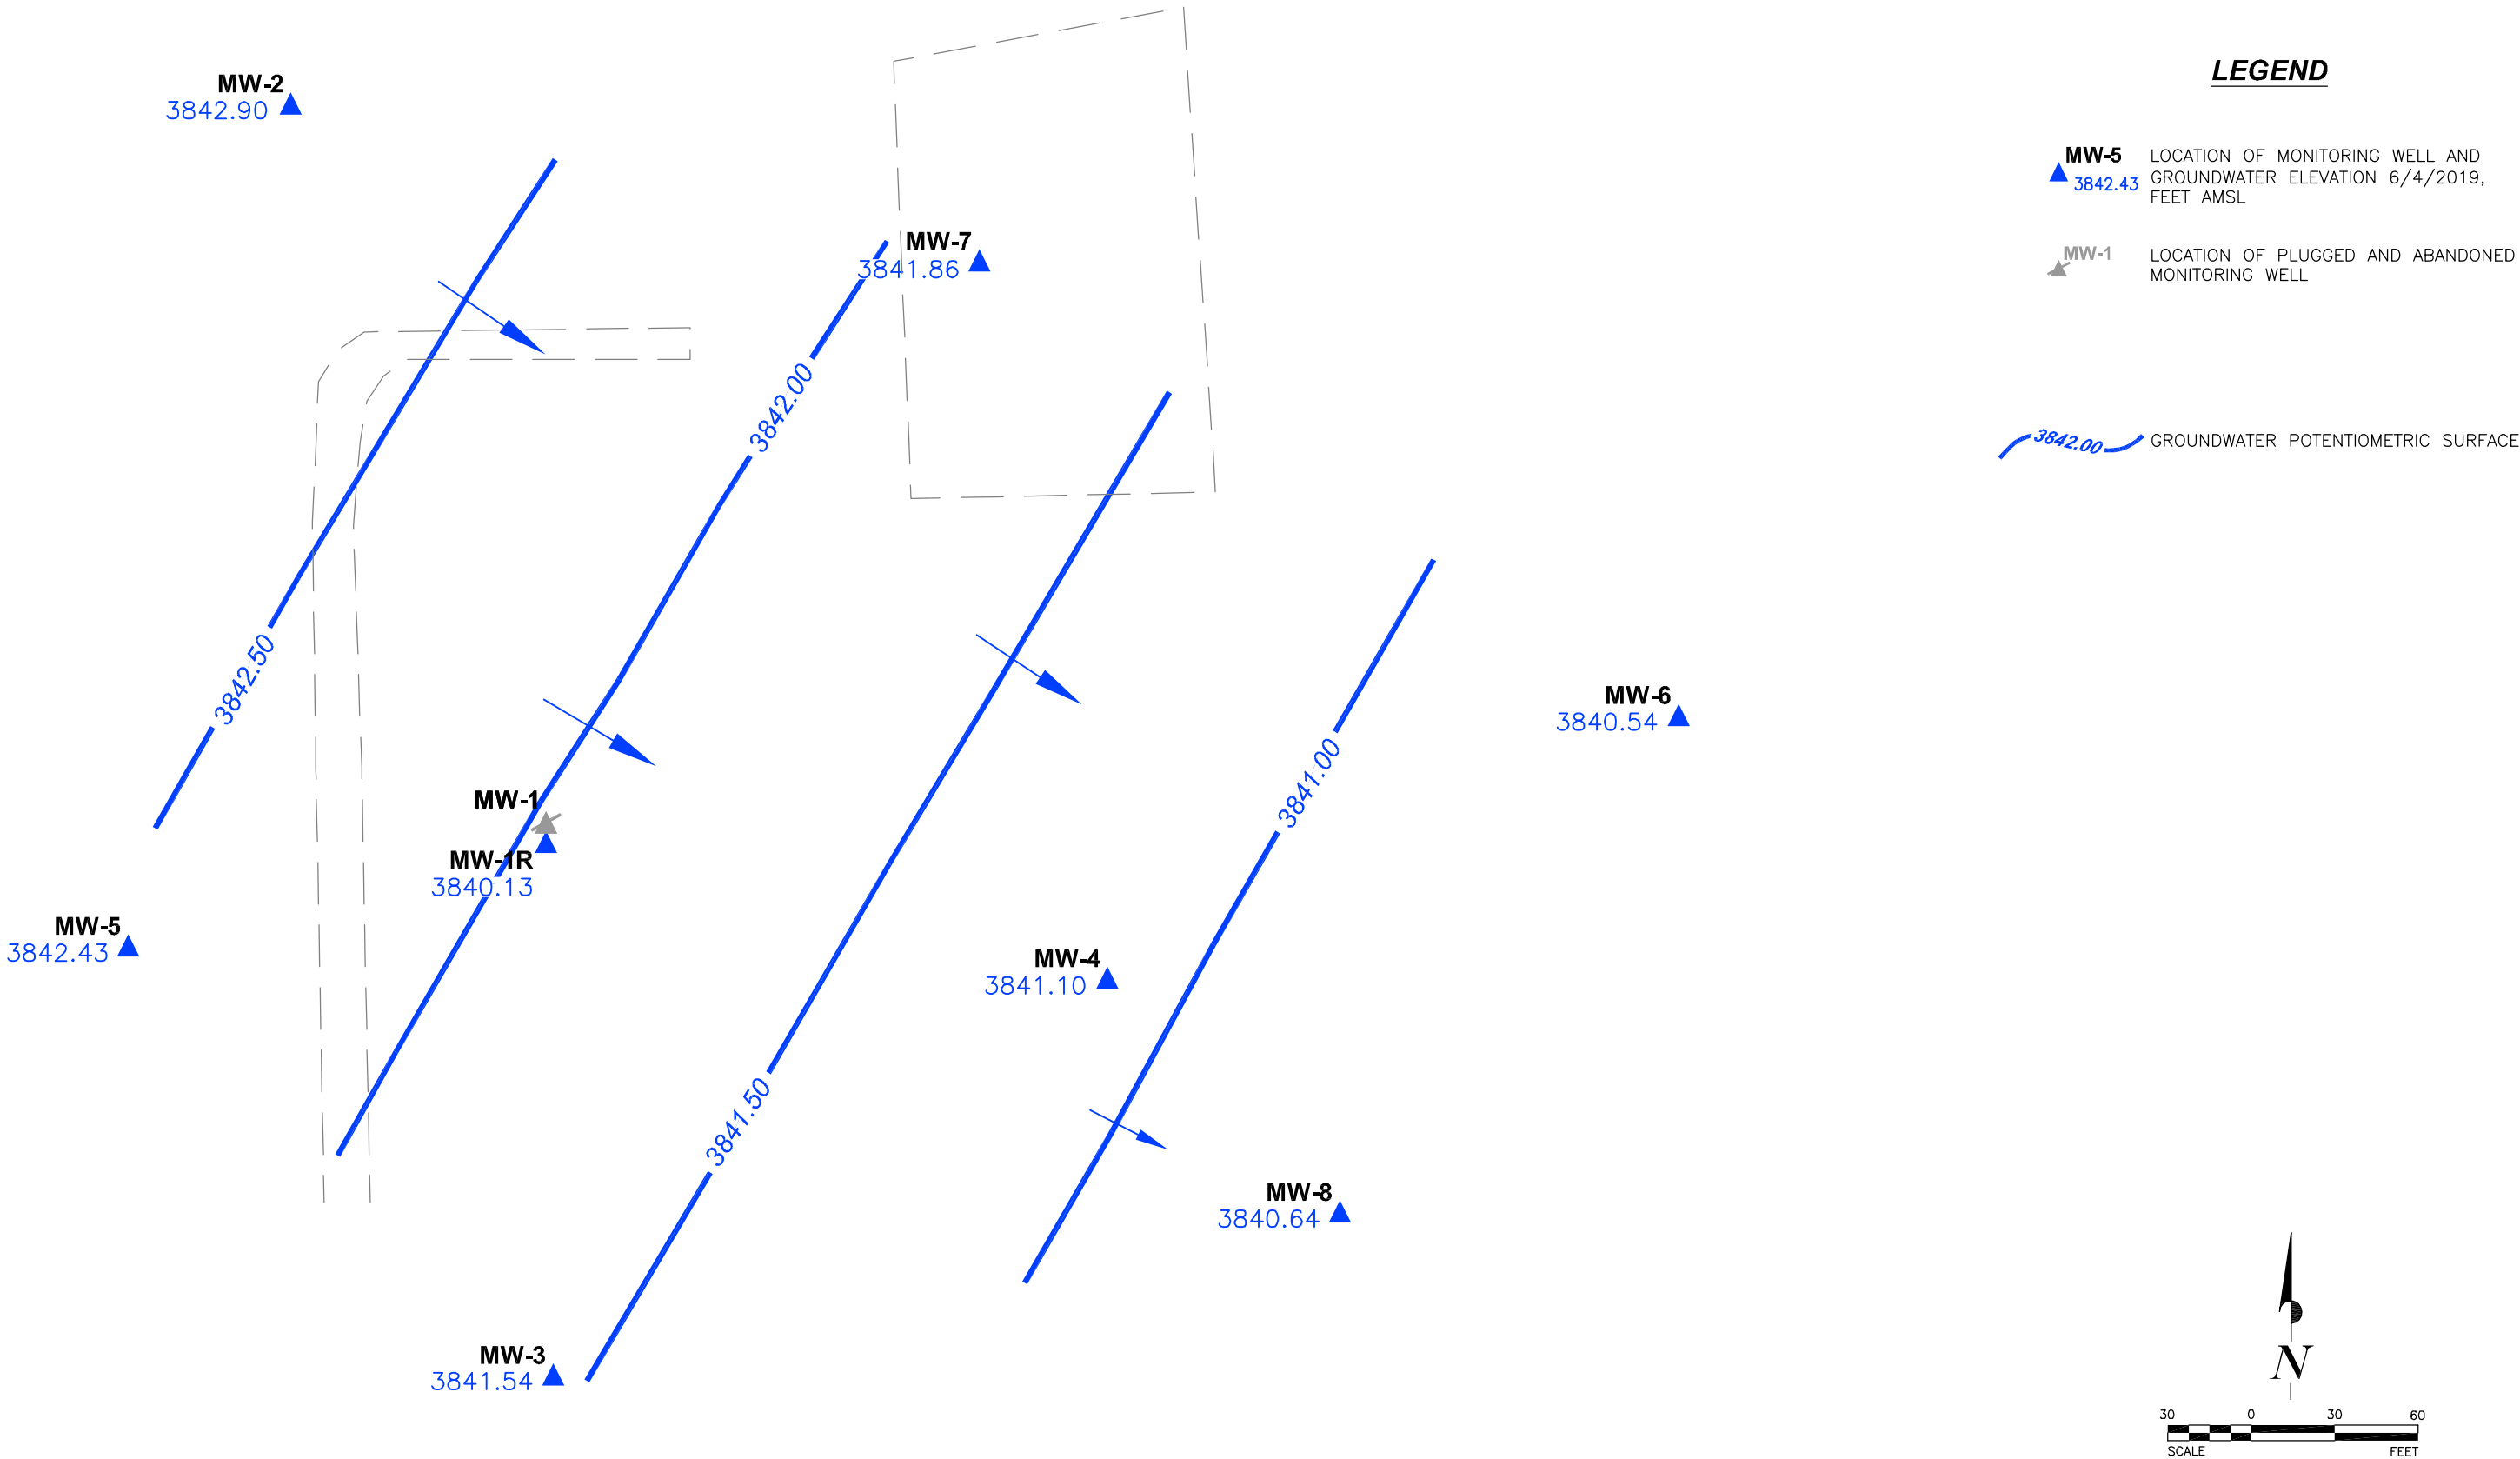 LEGEND
MW-2
3842.90
MW-5
3842.43
LOCATION OF MONITORING WELL AND
GROUNDWATER ELEVATION 6/4/2019,
FEET AMSL
MW-7
3841.86
MW-1
LOCATION OF PLUGGED AND ABANDONED
MONITORING WELL
3842.00
3842.00
GROUNDWATER POTENTIOMETRIC SURFACE
3842.50
MW-6
3840.54
3841.00
MW-1
MW-1R
3840.13
MW-5
3842.43
MW-4
3841.10
3841.50
MW-8
3840.64
MW-3
3841.54
N
30 0 30 60
SCALE FEET